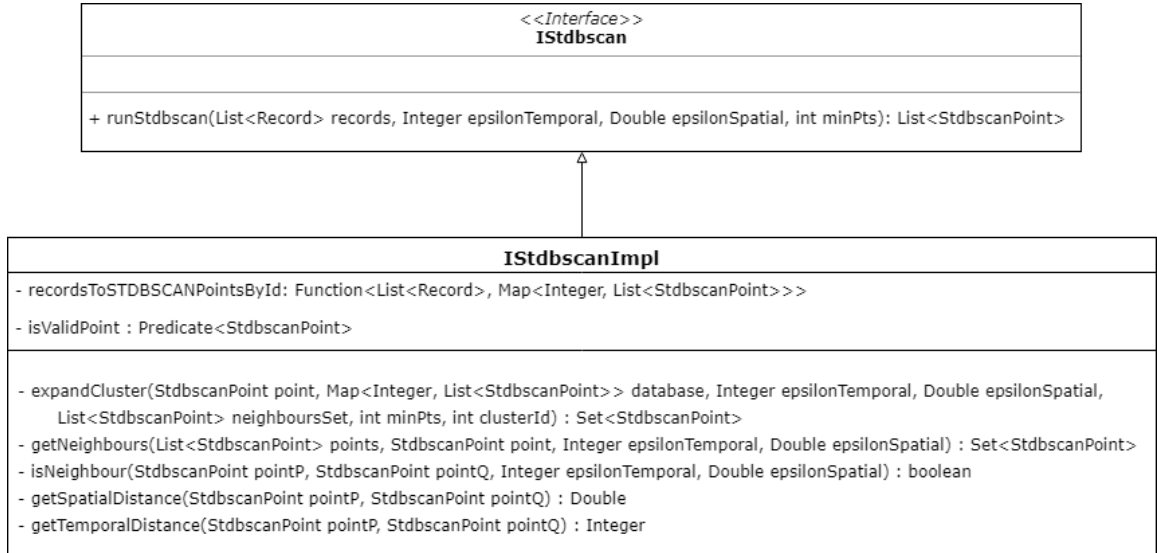 <<Interface>>
IStdbscan
+ runStdbscan(List<Record> records, Integer epsilonTemporal, Double epsilonSpatial, int minPts): List<StdbscanPoint>
IStdbscanImpl
- recordsToSTDBSCANPointsById: Function<List<Record>, Map<Integer, List<StdbscanPoint>>>
- isValidPoint : Predicate<StdbscanPoint>
- expandCluster(StdbscanPoint point, Map<Integer, List<StdbscanPoint>> database, Integer epsilonTemporal, Double epsilonSpatial,
List<StdbscanPoint> neighboursSet, int minPts, int clusterId) : Set<StdbscanPoint>
- getNeighbours(List<StdbscanPoint> points, StdbscanPoint point, Integer epsilonTemporal, Double epsilonSpatial) : Set<StdbscanPoint>
- isNeighbour(StdbscanPoint pointP, StdbscanPoint pointQ, Integer epsilonTemporal, Double epsilonSpatial) : boolean
- getSpatialDistance(StdbscanPoint pointP, StdbscanPoint pointQ) : Double
- getTemporalDistance(StdbscanPoint pointP, StdbscanPoint pointQ) : Integer